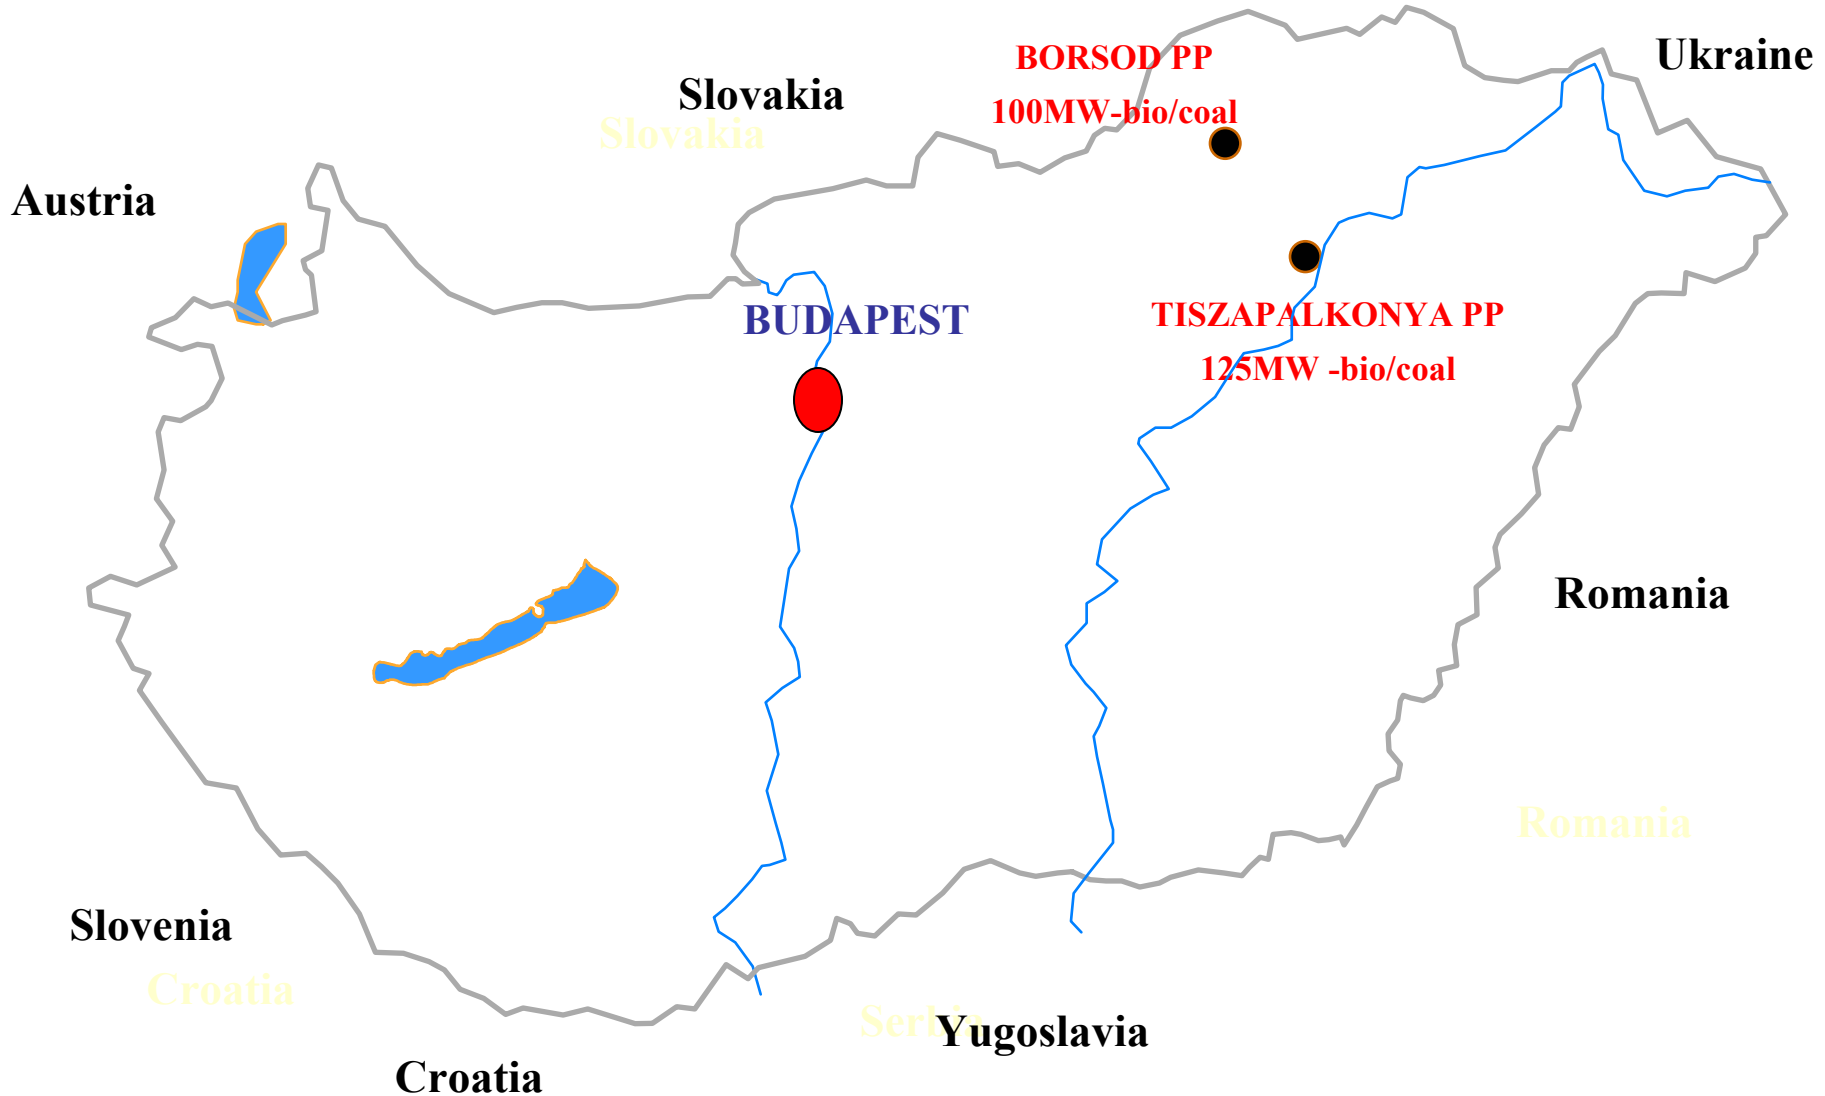 BORSOD PP
100MW-bio/coal
Ukraine
Slovakia
Slovakia
Austria
BUDAPEST
TISZAPALKONYA PP
125MW -bio/coal
Romania
Romania
Slovenia
Croatia
Serbia
Yugoslavia
Croatia